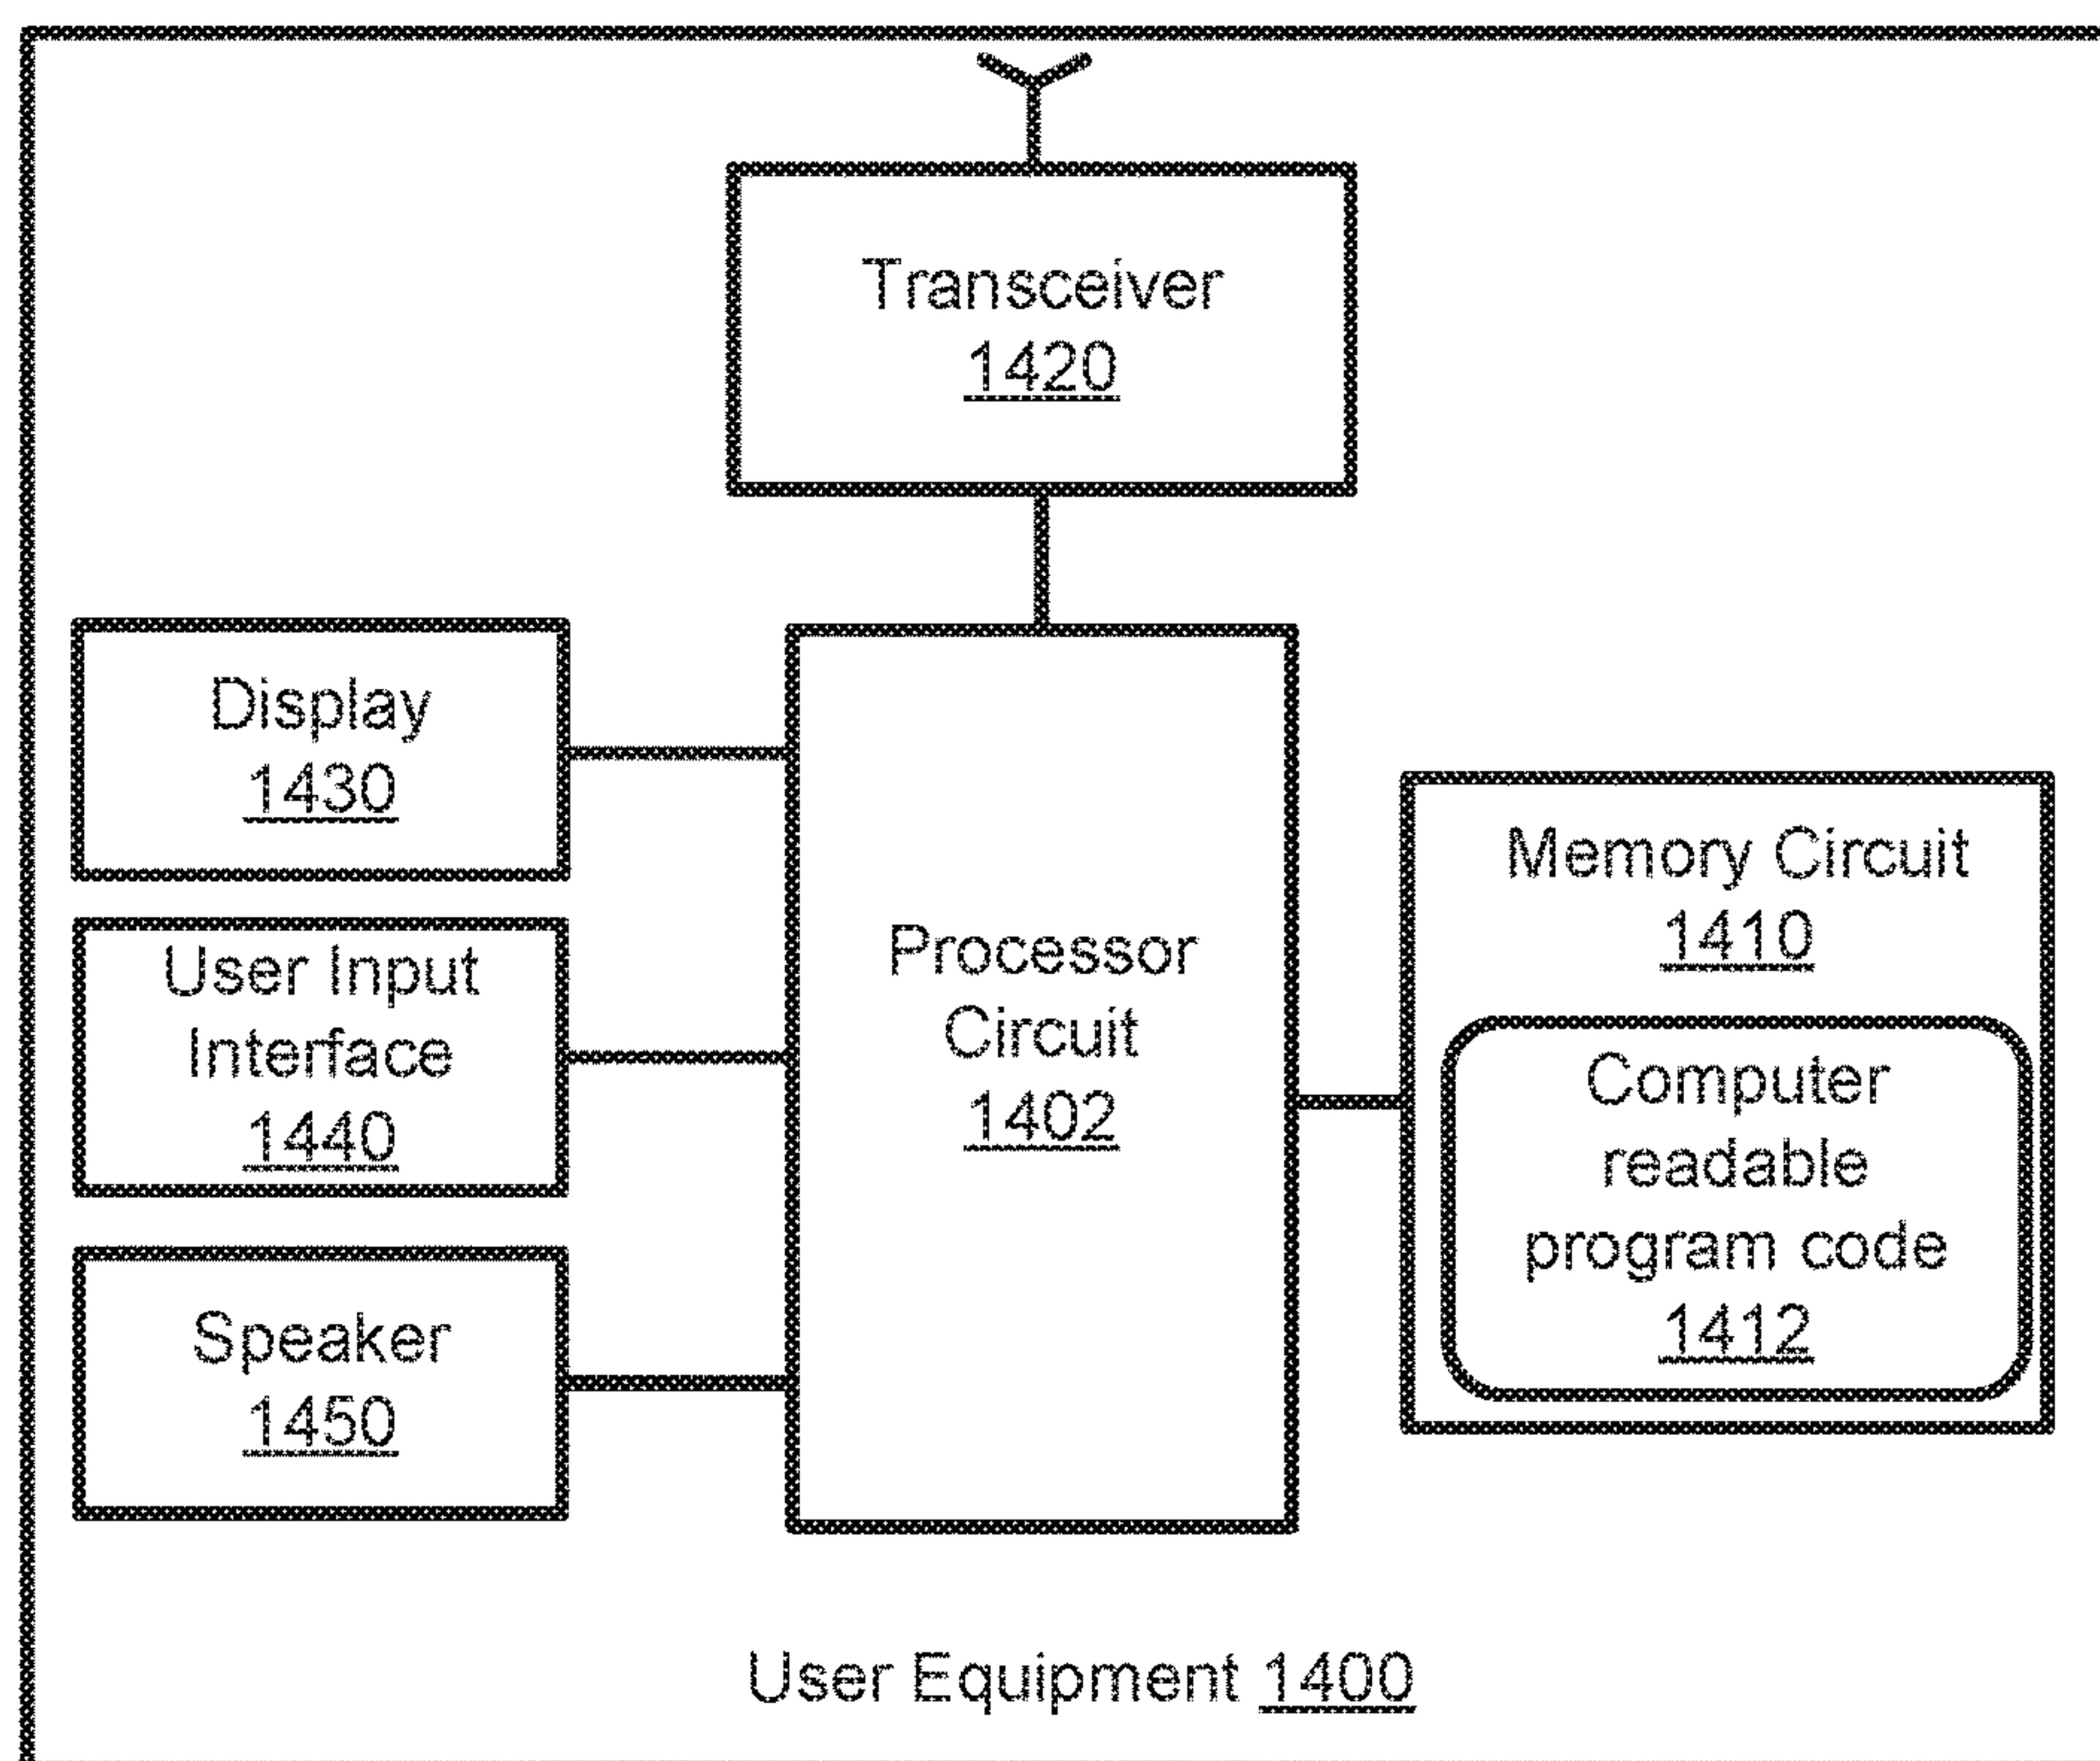 Transceiver
1420
Display
1430
User Input
Interface
1440
Speaker
1450
Processor
Circuit
1402
Memory Circuit
1410
Computer
readable
program code
1412
User Equipment 1400